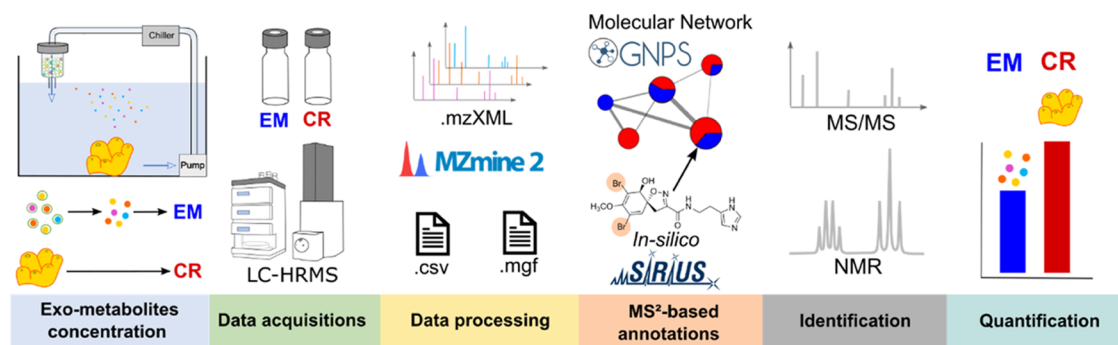 Chiller
Pump
EM
CR
Exo-metabolites
concentration
EM CR
LC-HRMS
Data acquisitions
.mzXML
MZmine 2
.csv .mgf
Data processing
Molecular Network
GNPS
Br
OH
O
N
H₃CO
Br
O
H
N
H
N
N
In-silico
SIRIUS
MS²-based
annotations
MS/MS
NMR
Identification
EM CR
Quantification